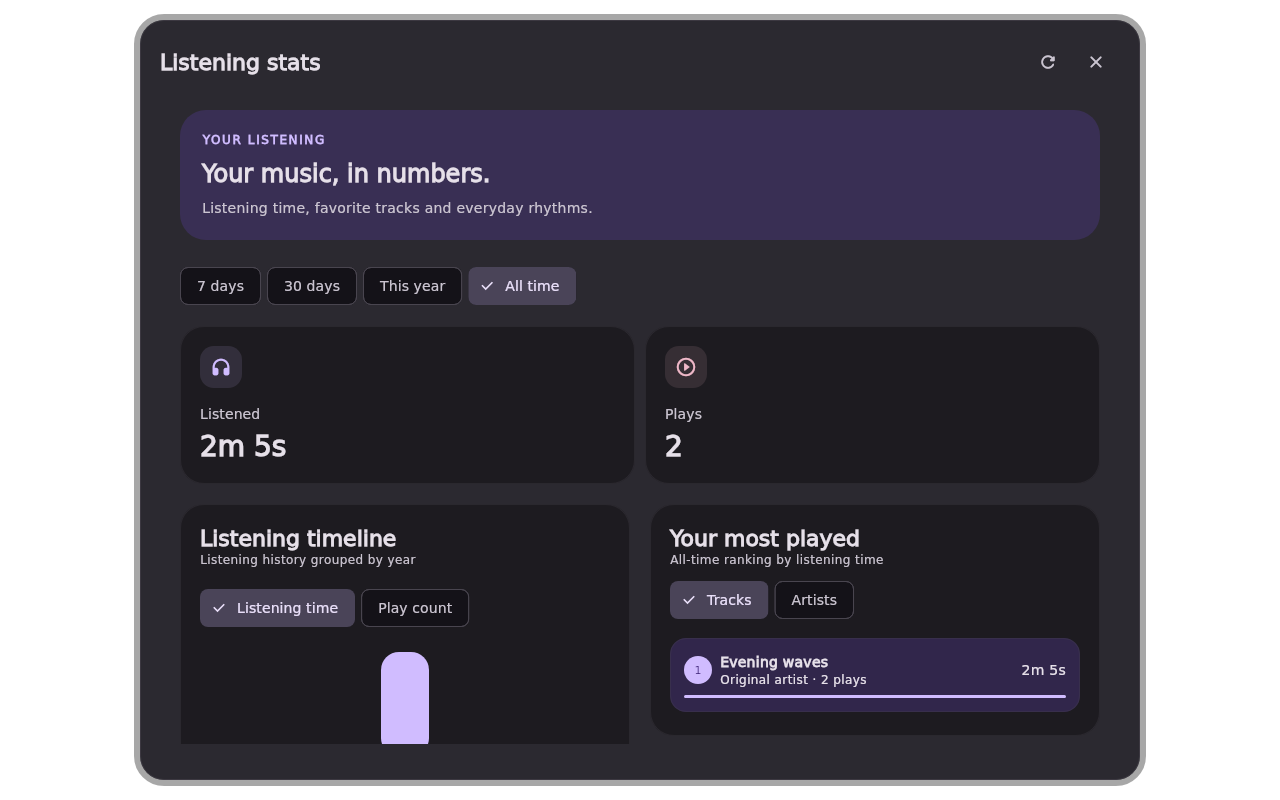 Listening stats
YOUR LISTENING
Your music, in numbers.
Listening time, favorite tracks and everyday rhythms.
7 days
30 days
This year
All time
Listened
2m 5s
Plays
2
Listening timeline
Listening history grouped by year
Listening time
Play count
Your most played
All-time ranking by listening time
Tracks
Artists
1
Evening waves
Original artist · 2 plays
2m 5s